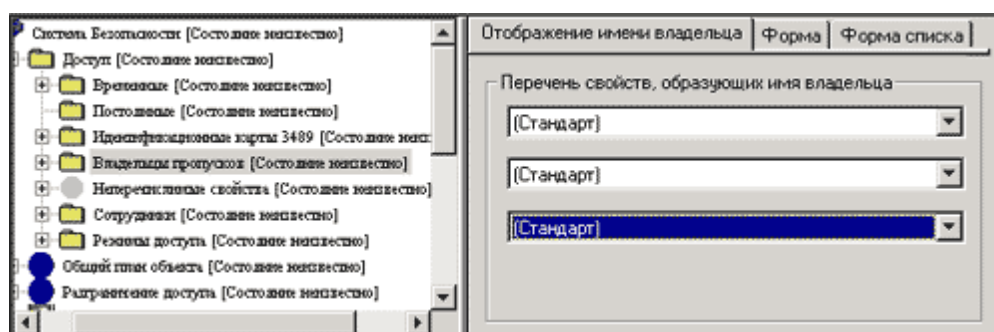 Система Безопасности [Состояние неизвестно]
Доступ [Состояние неизвестно]
Временные [Состояние неизвестно]
Постоянные [Состояние неизвестно]
Идентификационные карты 3489 [Состояние неиз
Владельцы пропусков [Состояние неизвестно]
Неперечислимые свойства [Состояние неизвестно]
Сотрудники [Состояние неизвестно]
Режимы доступа [Состояние неизвестно]
Общий план объекта [Состояние неизвестно]
Разграничение доступа [Состояние неизвестно]
Отображение имени владельца Форма Форма списка
Перечень свойств, образующих имя владельца
(Стандарт)
(Стандарт)
(Стандарт)